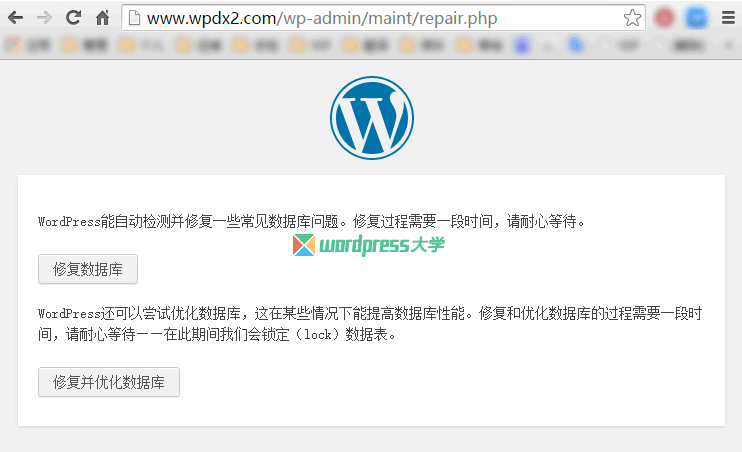 www.wpdx2.com/wp-admin/maint/repair.php
WordPress能自动检测并修复一些常见数据库问题。修复过程需要一段时间，请耐心等待。
wordpress大学
修复数据库
WordPress还可以尝试优化数据库，这在某些情况下能提高数据库性能。修复和优化数据库的过程需要一段时
间，请耐心等待——在此期间我们会锁定（lock）数据表。
修复并优化数据库